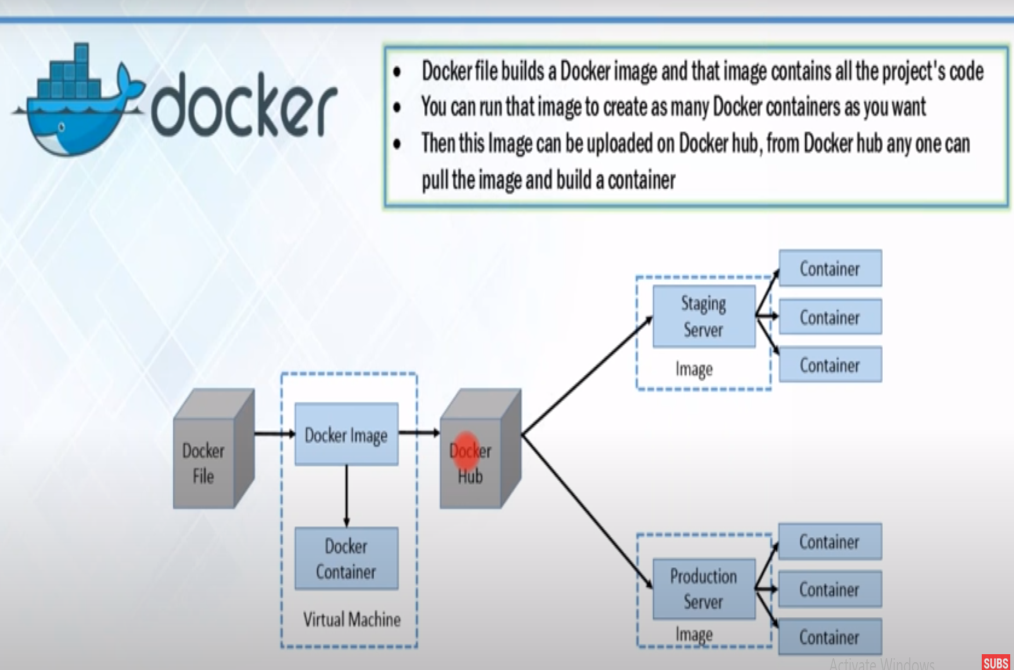 docker
• Docker file builds a Docker image and that image contains all the project's code
• You can run that image to create as many Docker containers as you want
• Then this Image can be uploaded on Docker hub, from Docker hub any one can
pull the image and build a container
Docker
File
Docker Image
Docker
Container
Virtual Machine
Docker
Hub
Staging
Server
Image
Container
Container
Container
Production
Server
Image
Container
Container
Container
Activate Windows
SUBS